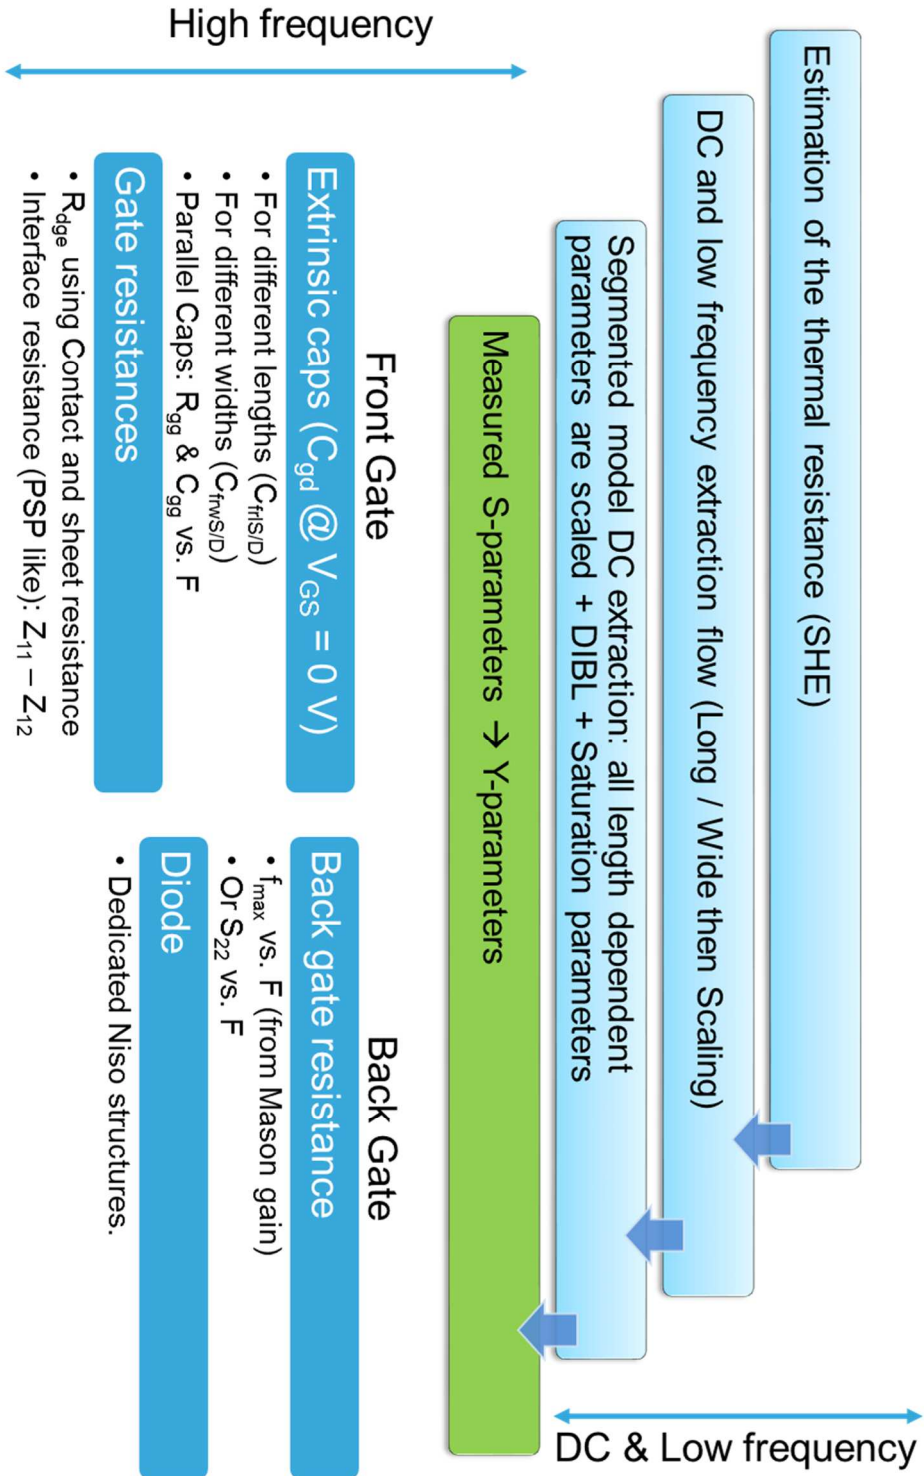 Estimation of the thermal resistance (SHE)
DC and low frequency extraction flow (Long / Wide then Scaling)
Segmented model DC extraction: all length dependent
parameters are scaled + DIBL + Saturation parameters
DC & Low frequency
Measured S-parameters → Y-parameters
High frequency
Front Gate
Extrinsic caps (Cgd @ VGS = 0 V)
• For different lengths (CfrlS/D)
• For different widths (CfrwS/D)
• Parallel Caps: Rgg & Cgg vs. F
Gate resistances
• Rdge using Contact and sheet resistance
• Interface resistance (PSP like): Z11 – Z12
Back Gate
Back gate resistance
• fmax vs. F (from Mason gain)
• Or S22 vs. F
Diode
• Dedicated Niso structures.